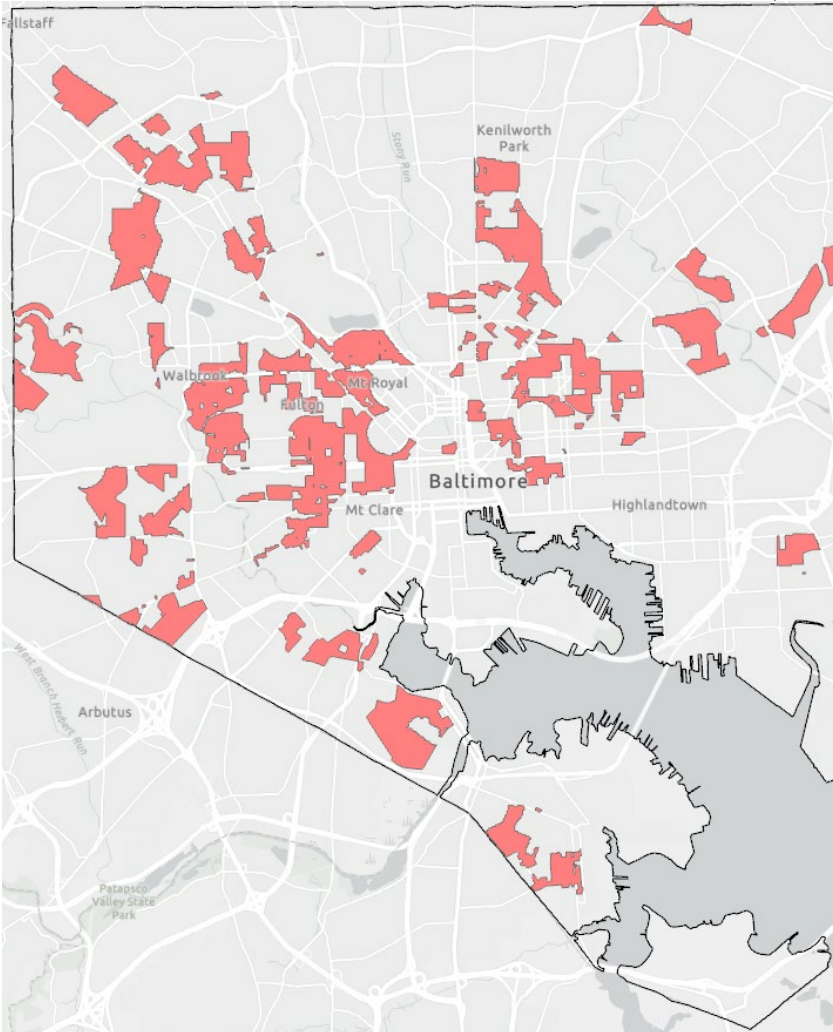 Fallstaff
Stony Run
Kenilworth
Park
Walbrook
Mt Royal
Fulton
Baltimore
Highlandtown
Mt Clare
West Branch Herbert Run
Arbutus
Patapsco
Valley State
Park